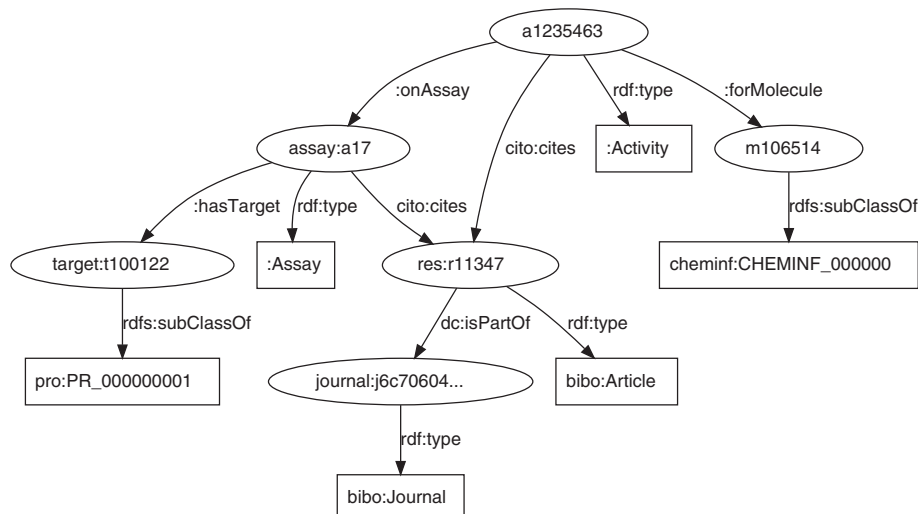 a1235463
:onAssay
rdf:type
:forMolecule
assay:a17
cito:cites
:Activity
m106514
:hasTarget
rdf:type
cito:cites
rdfs:subClassOf
target:t100122
:Assay
res:r11347
cheminf:CHEMINF_000000
rdfs:subClassOf
dc:isPartOf
rdf:type
pro:PR_000000001
journal:j6c70604...
bibo:Article
rdf:type
bibo:Journal